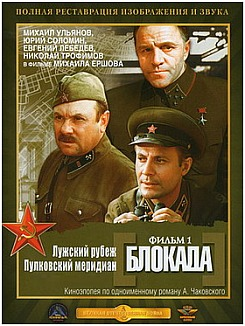 ПОЛНАЯ РЕСТАВРАЦИЯ ИЗОБРАЖЕНИЯ И ЗВУКА
МИХАИЛ УЛЬЯНОВ,
ЮРИЙ СОЛОМИН,
ЕВГЕНИЙ ЛЕБЕДЕВ,
НИКОЛАЙ ТРОФИМОВ
В ФИЛЬМЕ МИХАИЛА ЕРШОВА
Лужский рубеж
Пулковский меридиан
ФИЛЬМ 1
БЛОКАДА
Киноэпопея по одноименному роману А. Чаковского